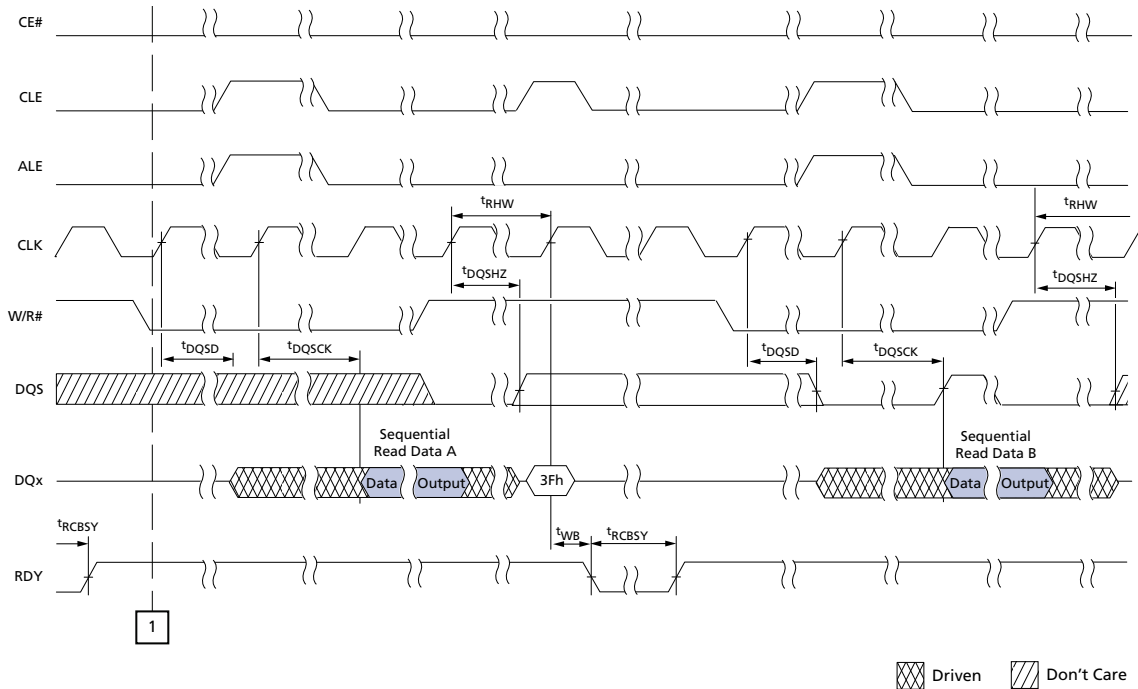 CE#
CLE
ALE
tRHW
tRHW
CLK
tDQSHZ
tDQSHZ
W/R#
tDQSD
tDQSCK
tDQSD
tDQSCK
DQS
Sequential
Read Data A
Sequential
Read Data B
DQx
Data
Output
3Fh
Data
Output
tRCBSY
tWB
tRCBSY
RDY
1
Driven
Don't Care